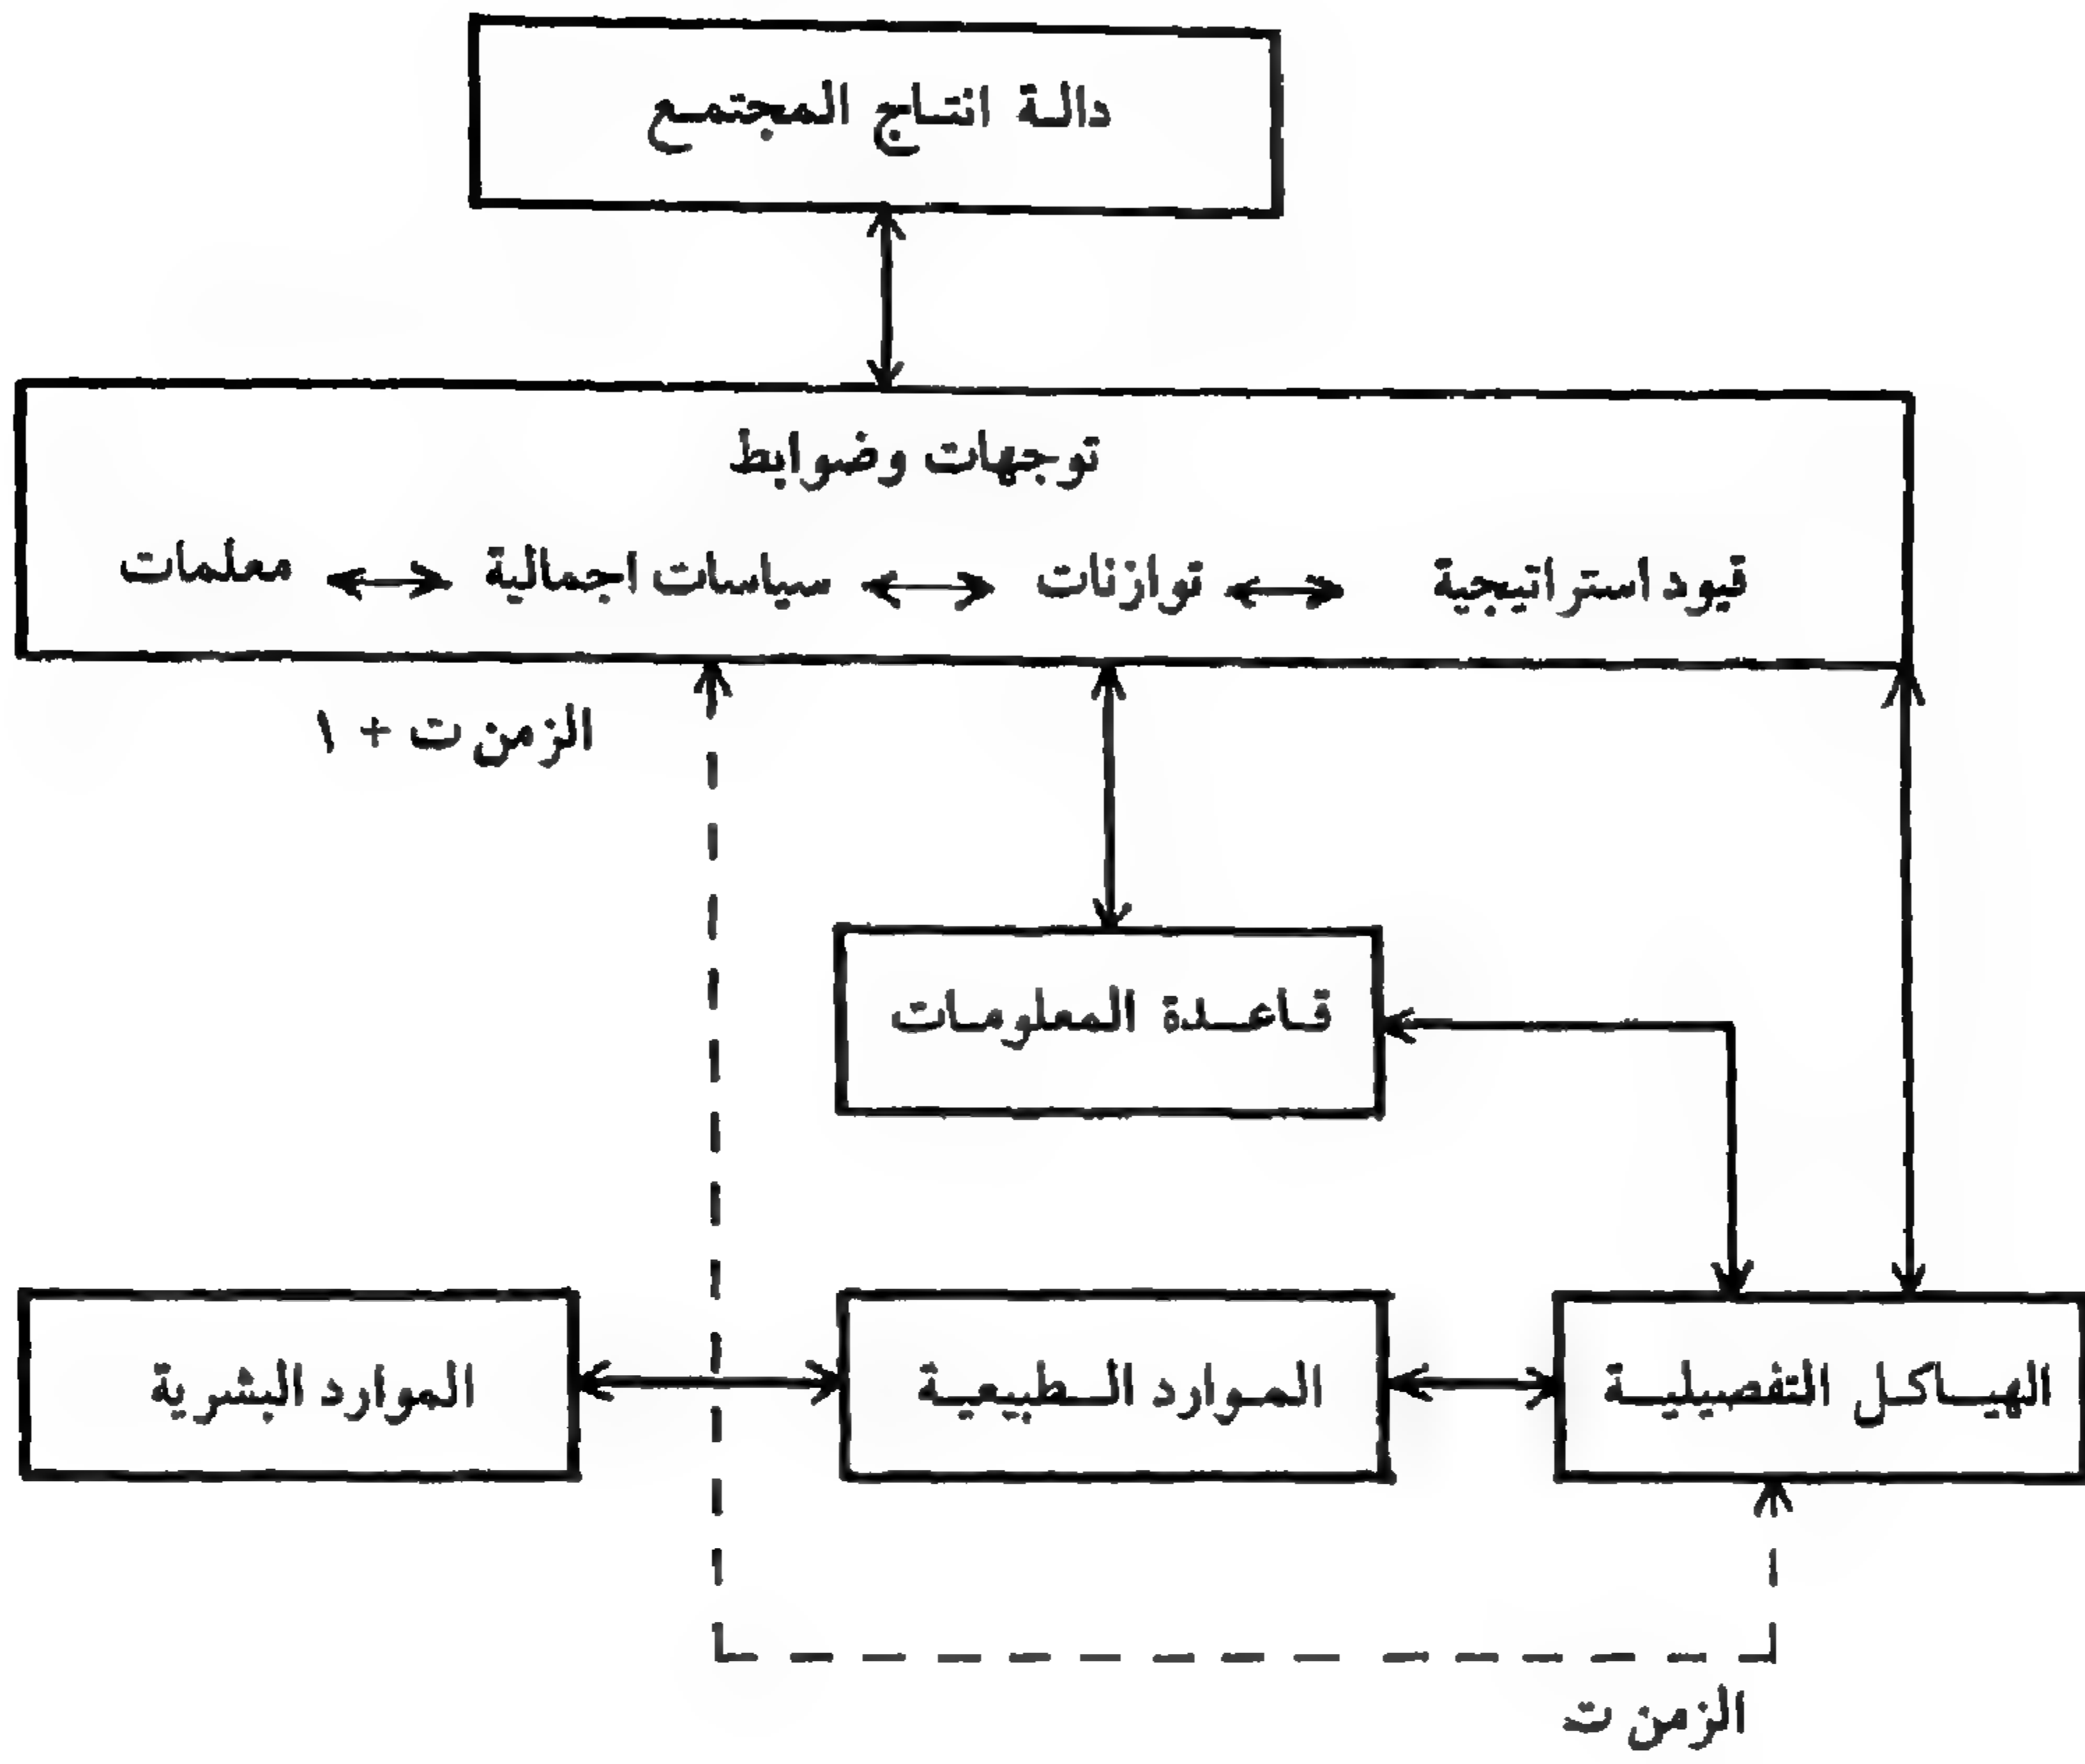 دالة انتاج المجتمع
توجهات وضوابط
قيود استراتيجية توازنات سياسات اجمالية معلمات
الزمن ت + ١
قاعدة المعلومات
الهياكل التفصيلية الموارد الطبيعية الموارد البشرية
الزمن ت